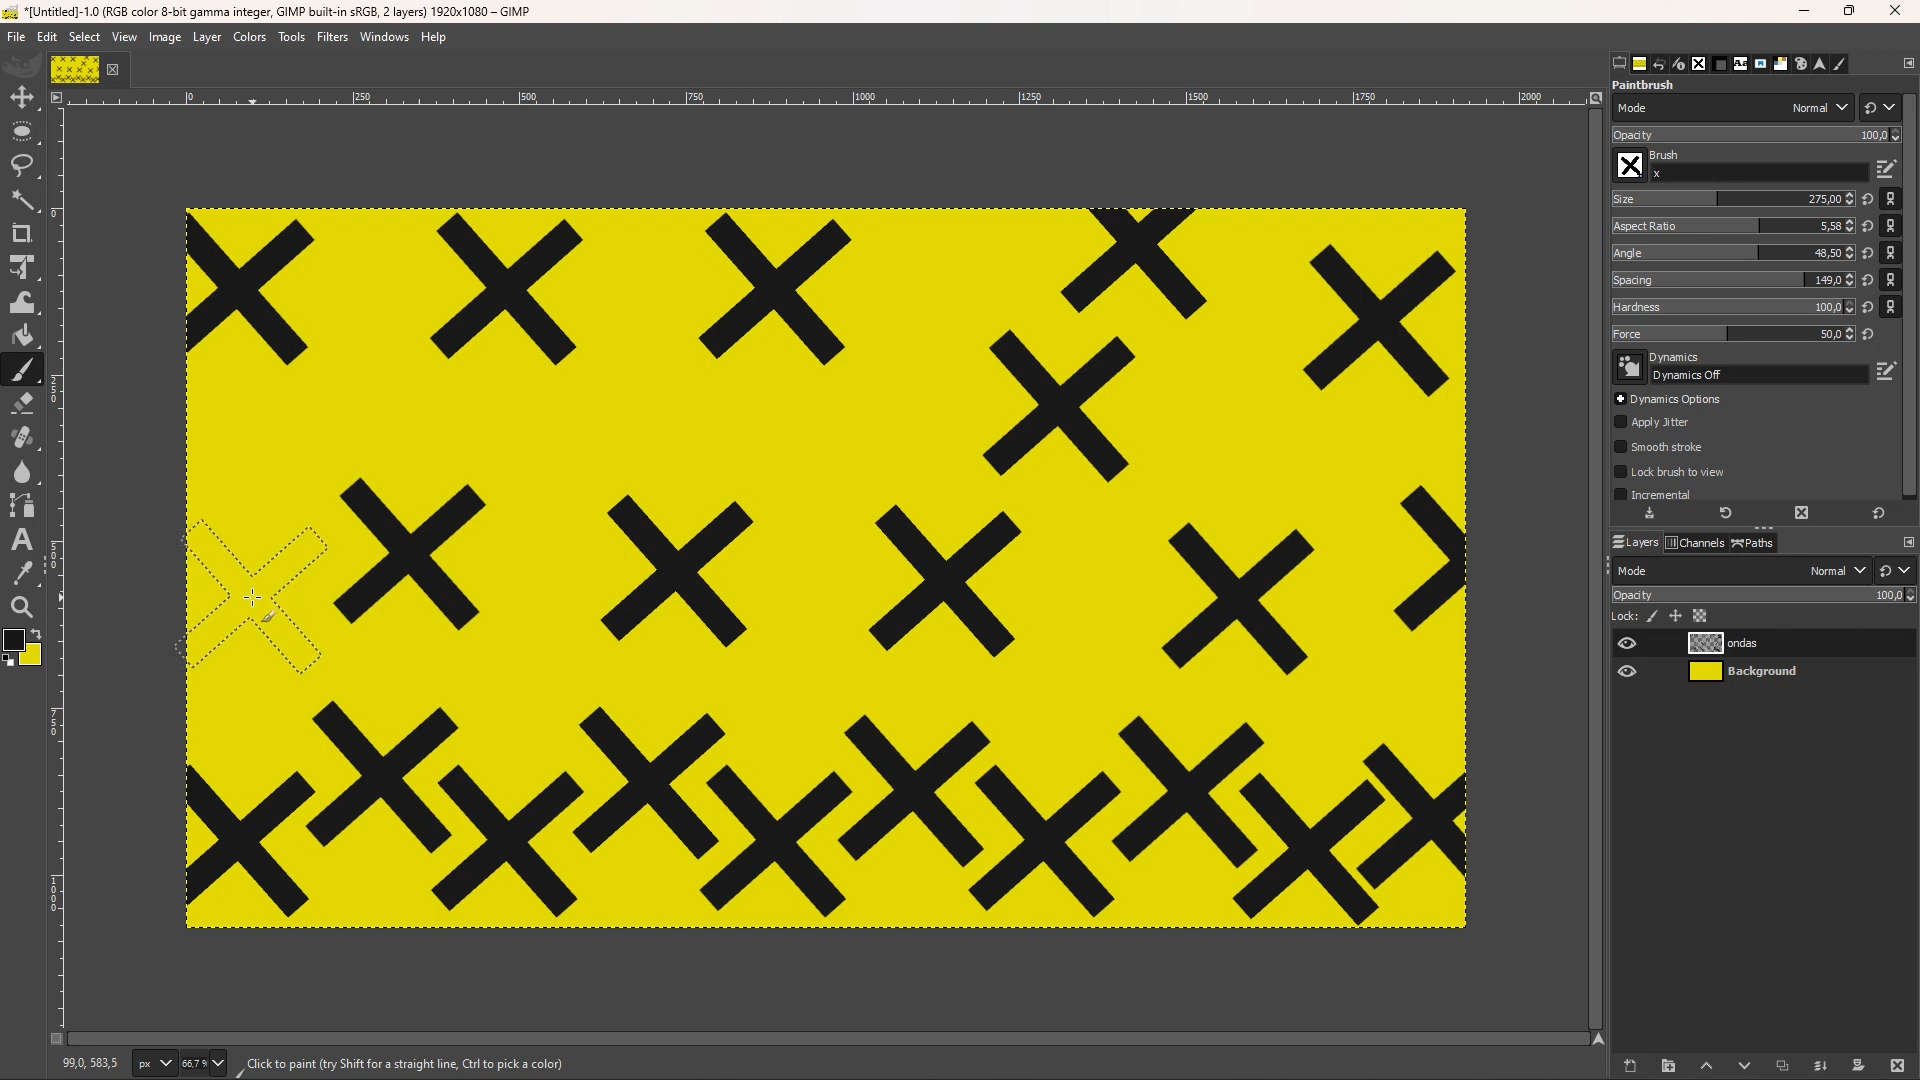 *[Untitled]-1.0 (RGB color 8-bit gamma integer, GIMP built-in sRGB, 2 layers) 1920x1080 – GIMP
File Edit Select View Image Layer Colors Tools Filters Windows Help
0 250 500 750 1000 1250 1500 1750 2000
0
250
500
750
1000
Paintbrush
Mode Normal
Opacity 100,0
Brush
x
Size 275,00
Aspect Ratio 5,58
Angle 48,50
Spacing 149,0
Hardness 100,0
Force 50,0
Dynamics
Dynamics Off
Dynamics Options
Apply Jitter
Smooth stroke
Lock brush to view
Incremental
Layers Channels Paths
Mode Normal
Opacity 100,0
Lock:
ondas
Background
99,0, 583,5 px 66,7 % Click to paint (try Shift for a straight line, Ctrl to pick a color)